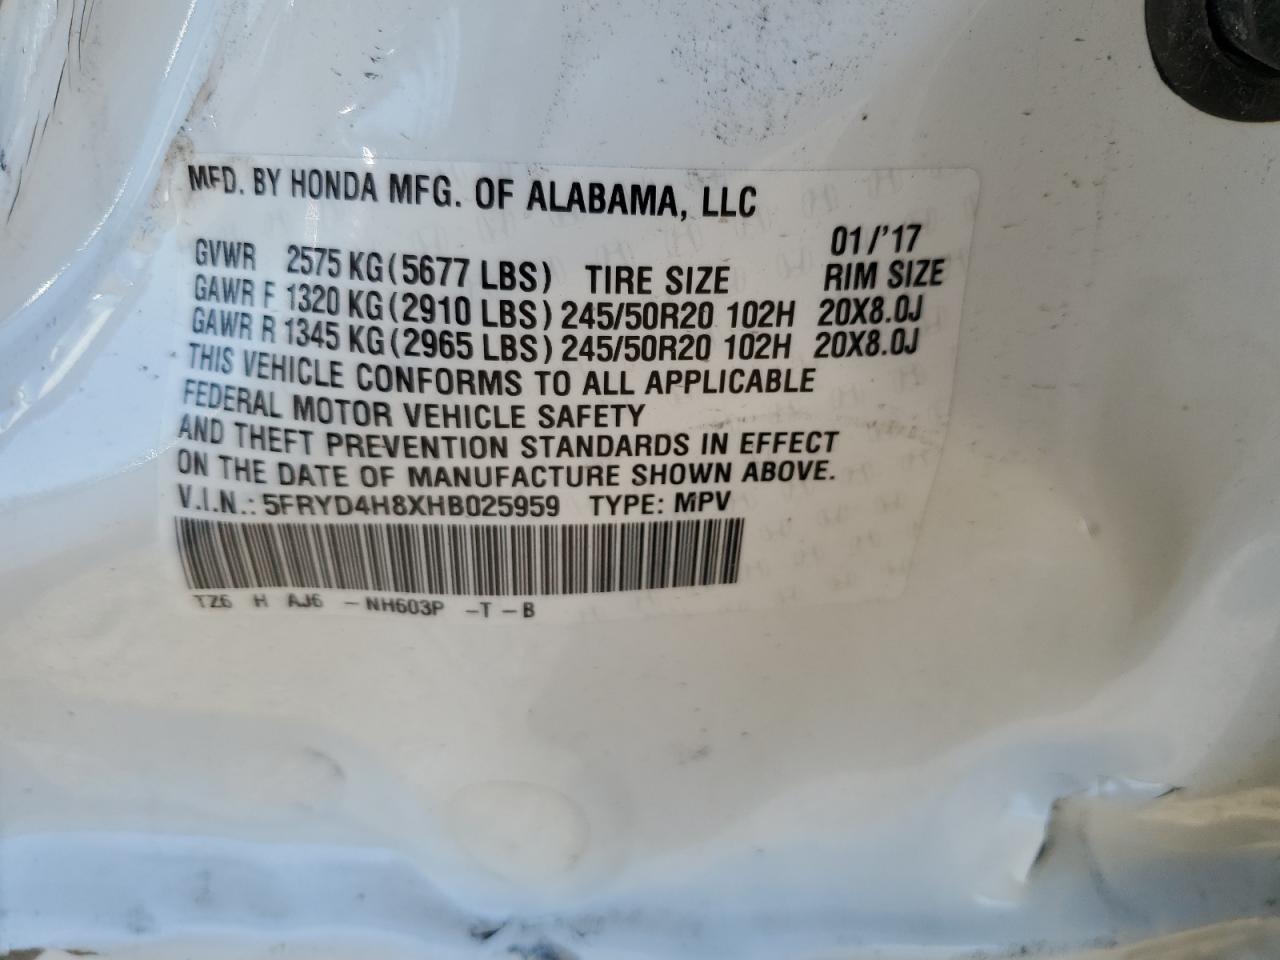 MFD. BY HONDA MFG. OF ALABAMA, LLC
01/'17
GVWR 2575 KG(5677 LBS) TIRE SIZE RIM SIZE
GAWR F 1320 KG(2910 LBS) 245/50R20 102H 20X8.0J
GAWR R 1345 KG(2965 LBS) 245/50R20 102H 20X8.0J
THIS VEHICLE CONFORMS TO ALL APPLICABLE
FEDERAL MOTOR VEHICLE SAFETY
AND THEFT PREVENTION STANDARDS IN EFFECT
ON THE DATE OF MANUFACTURE SHOWN ABOVE.
V.I.N.: 5FRYD4H8XHB025959 TYPE: MPV
TZ6 H AJ6 -NH603P -T-B